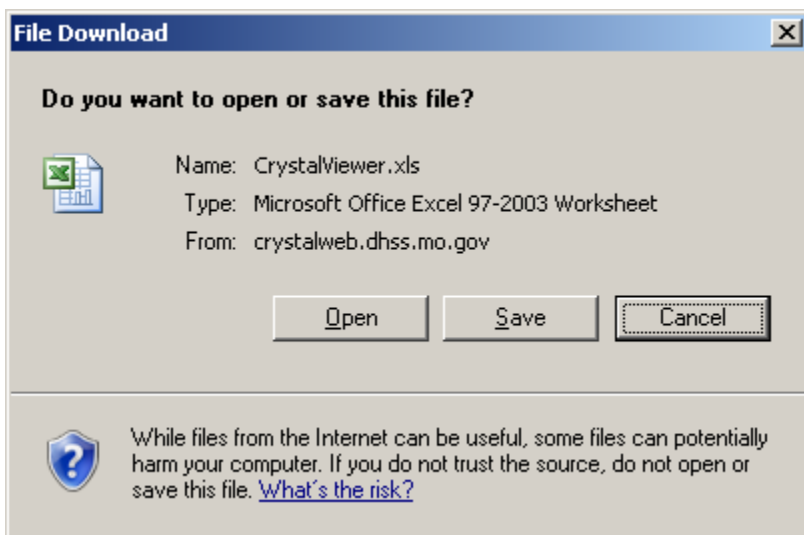 File Download
Do you want to open or save this file?
Name: CrystalViewer.xls
Type: Microsoft Office Excel 97-2003 Worksheet
From: crystalweb.dhss.mo.gov
Open Save Cancel
While files from the Internet can be useful, some files can potentially
harm your computer. If you do not trust the source, do not open or
save this file. What's the risk?